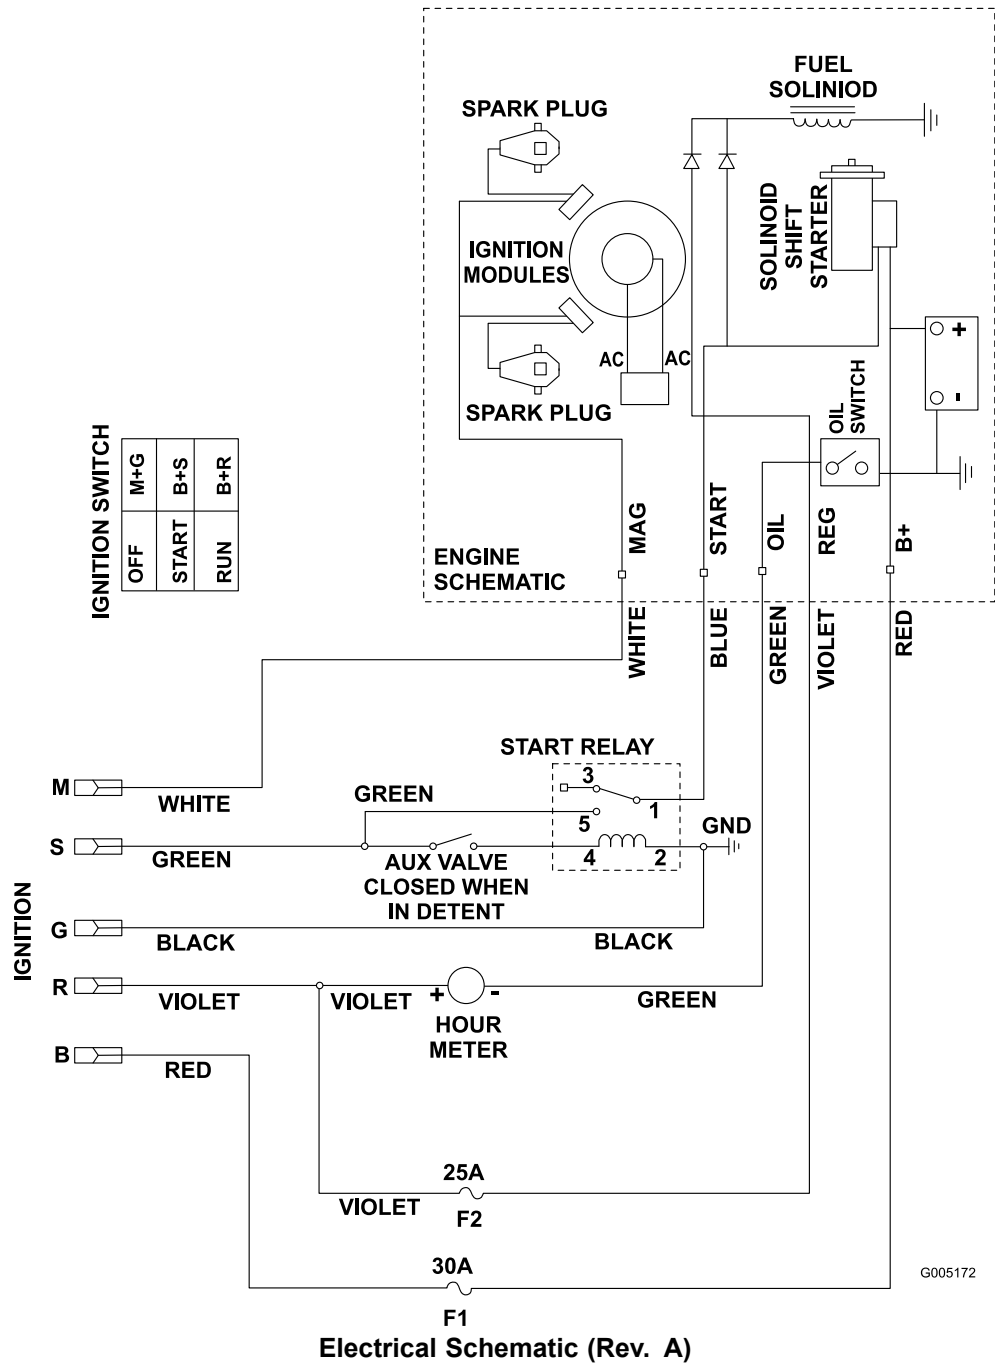 FUEL
SOLINIOD
SPARK PLUG
SOLINOID
SHIFT
STARTER
IGNITION
MODULES
+
-
AC
AC
SPARK PLUG
OIL
SWITCH
IGNITION SWITCH
OFF M+G
START B+S
RUN B+R
MAG
START
OIL
REG
B+
ENGINE
SCHEMATIC
WHITE
BLUE
GREEN
VIOLET
RED
START RELAY
M
WHITE
GREEN
3
1
5
GND
S
GREEN
AUX VALVE
CLOSED WHEN
IN DETENT
4
2
IGNITION
G
BLACK
BLACK
R
VIOLET
VIOLET
+
-
GREEN
HOUR
METER
B
RED
25A
VIOLET
F2
30A
G005172
F1
Electrical Schematic (Rev. A)